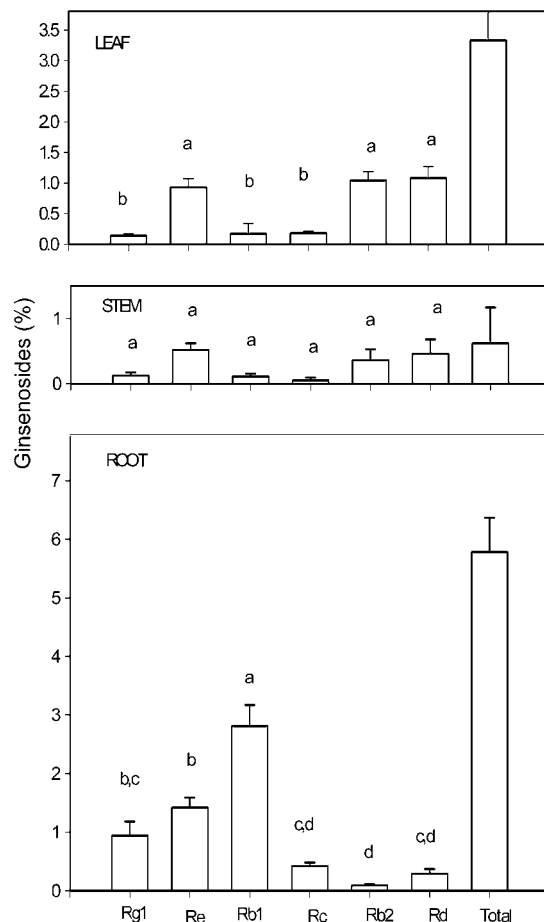 LEAF
3.5
3.0
2.5
2.0
1.5
1.0
0.5
0.0
b a b b a a
STEM
1
0
a a a a a a
Ginsenosides (%)
ROOT
7
6
5
4
3
2
1
0
b,c b a c,d d c,d
Rg1 Re Rb1 Rc Rb2 Rd Total